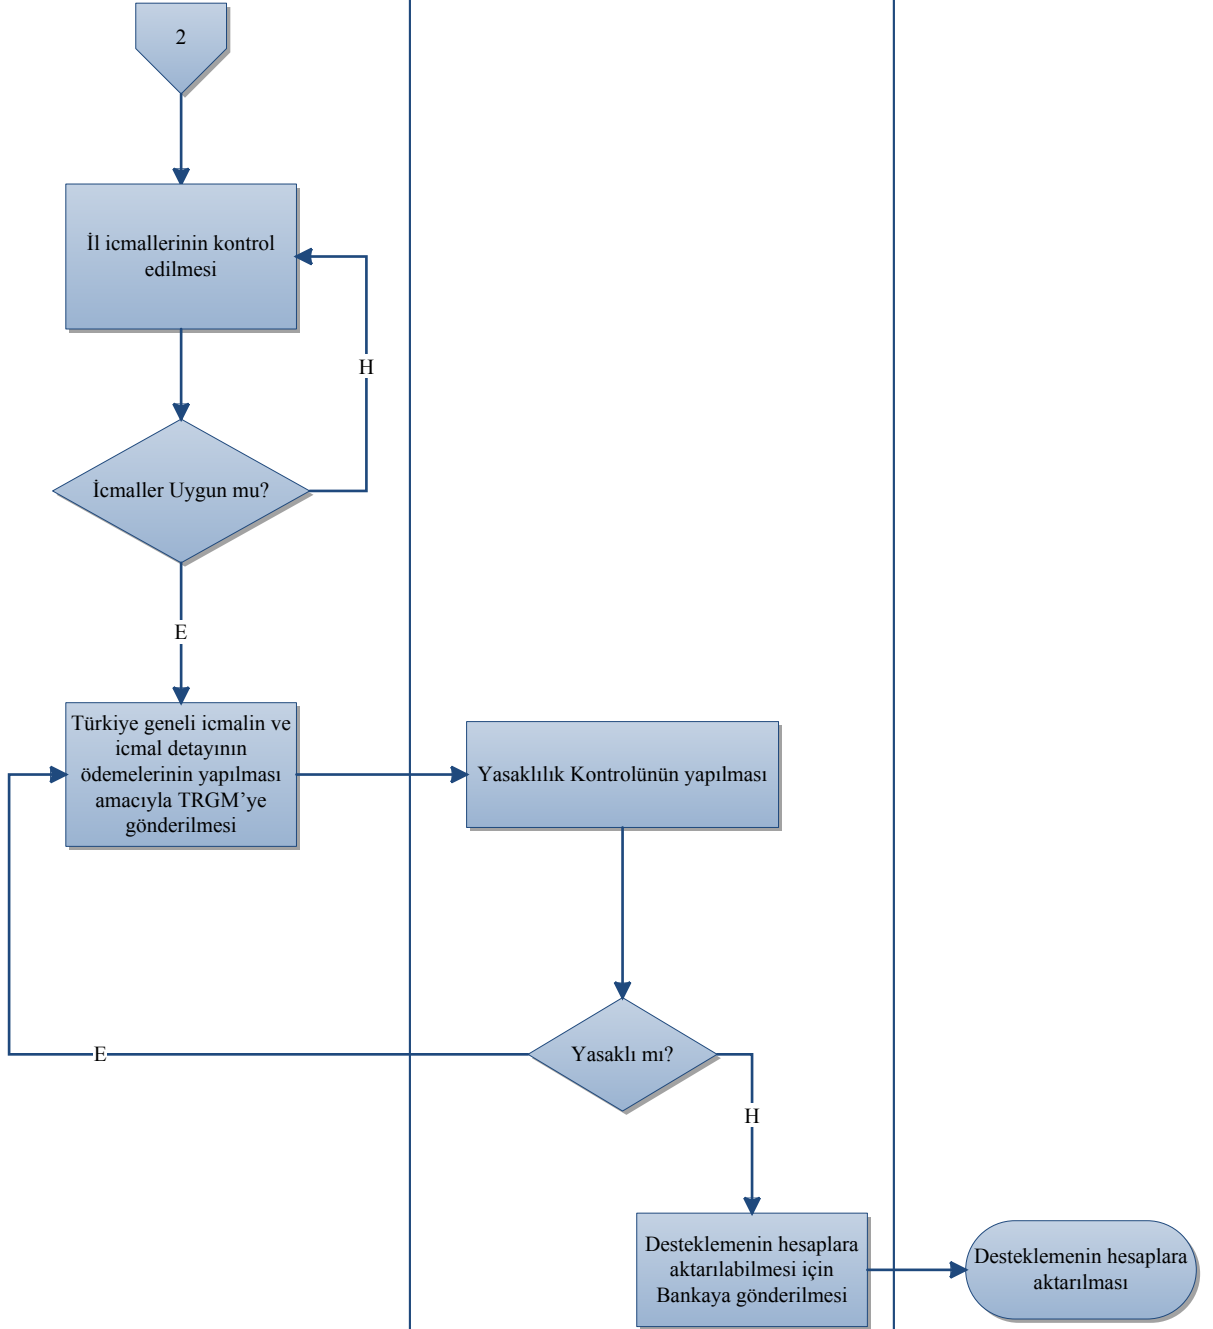 2
İl icmallerinin kontrol
edilmesi
H
İcmaller Uygun mu?
E
Türkiye geneli icmalin ve
icmal detayının
ödemelerinin yapılması
amacıyla TRGM’ye
gönderilmesi
Yasaklılık Kontrolünün yapılması
E
Yasaklı mı?
H
Desteklemenin hesaplara
aktarılabilmesi için
Bankaya gönderilmesi
Desteklemenin hesaplara
aktarılması